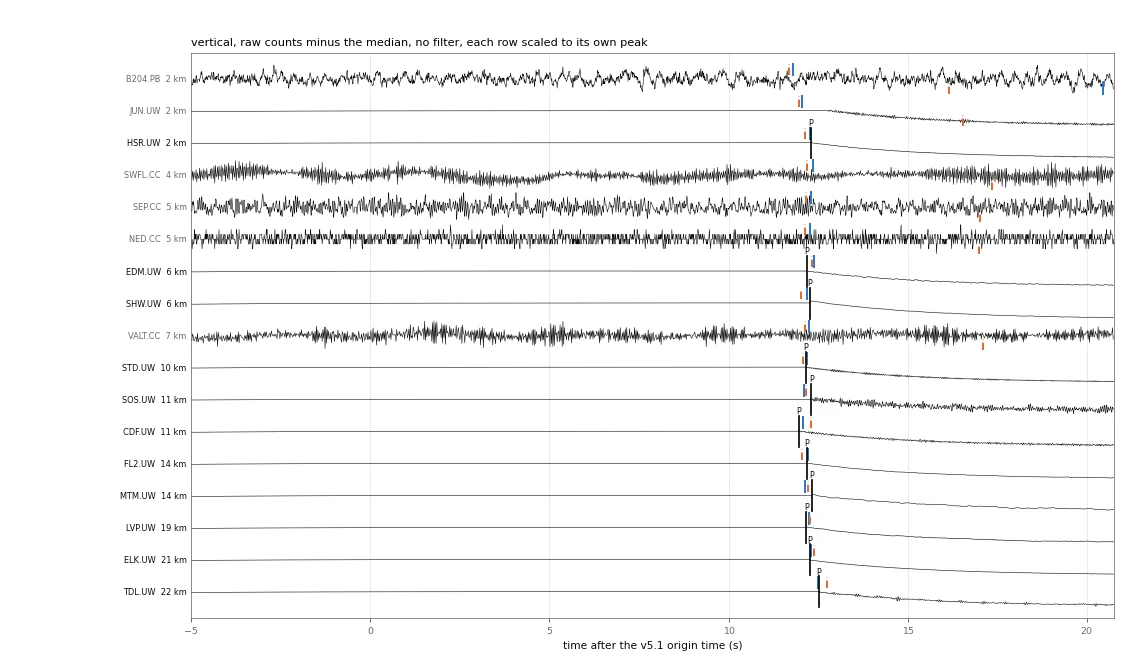 vertical, raw counts minus the median, no filter, each row scaled to its own peak
B204.PB 2 km
JUN.UW 2 km
P
HSR.UW 2 km
SWFL.CC 4 km
SEP.CC 5 km
NED.CC 5 km
P
EDM.UW 6 km
P
SHW.UW 6 km
VALT.CC 7 km
P
STD.UW 10 km
P
SOS.UW 11 km
P
CDF.UW 11 km
P
FL2.UW 14 km
P
MTM.UW 14 km
P
LVP.UW 19 km
P
ELK.UW 21 km
P
TDL.UW 22 km
−5 0 5 10 15 20
time after the v5.1 origin time (s)